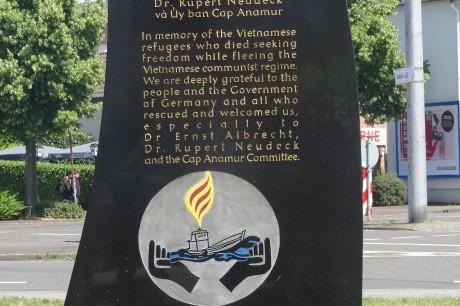 Dr. Rupert Neudeck
và Ủy ban Cap Anamur
In memory of the Vietnamese
refugees who died seeking
freedom while fleeing the
Vietnamese communist regime.
We are deeply grateful to the
people and the Government
of Germany and all who
rescued and welcomed us,
especially to
Dr. Ernst Albrecht,
Dr. Rupert Neudeck
and the Cap Anamur Committee.